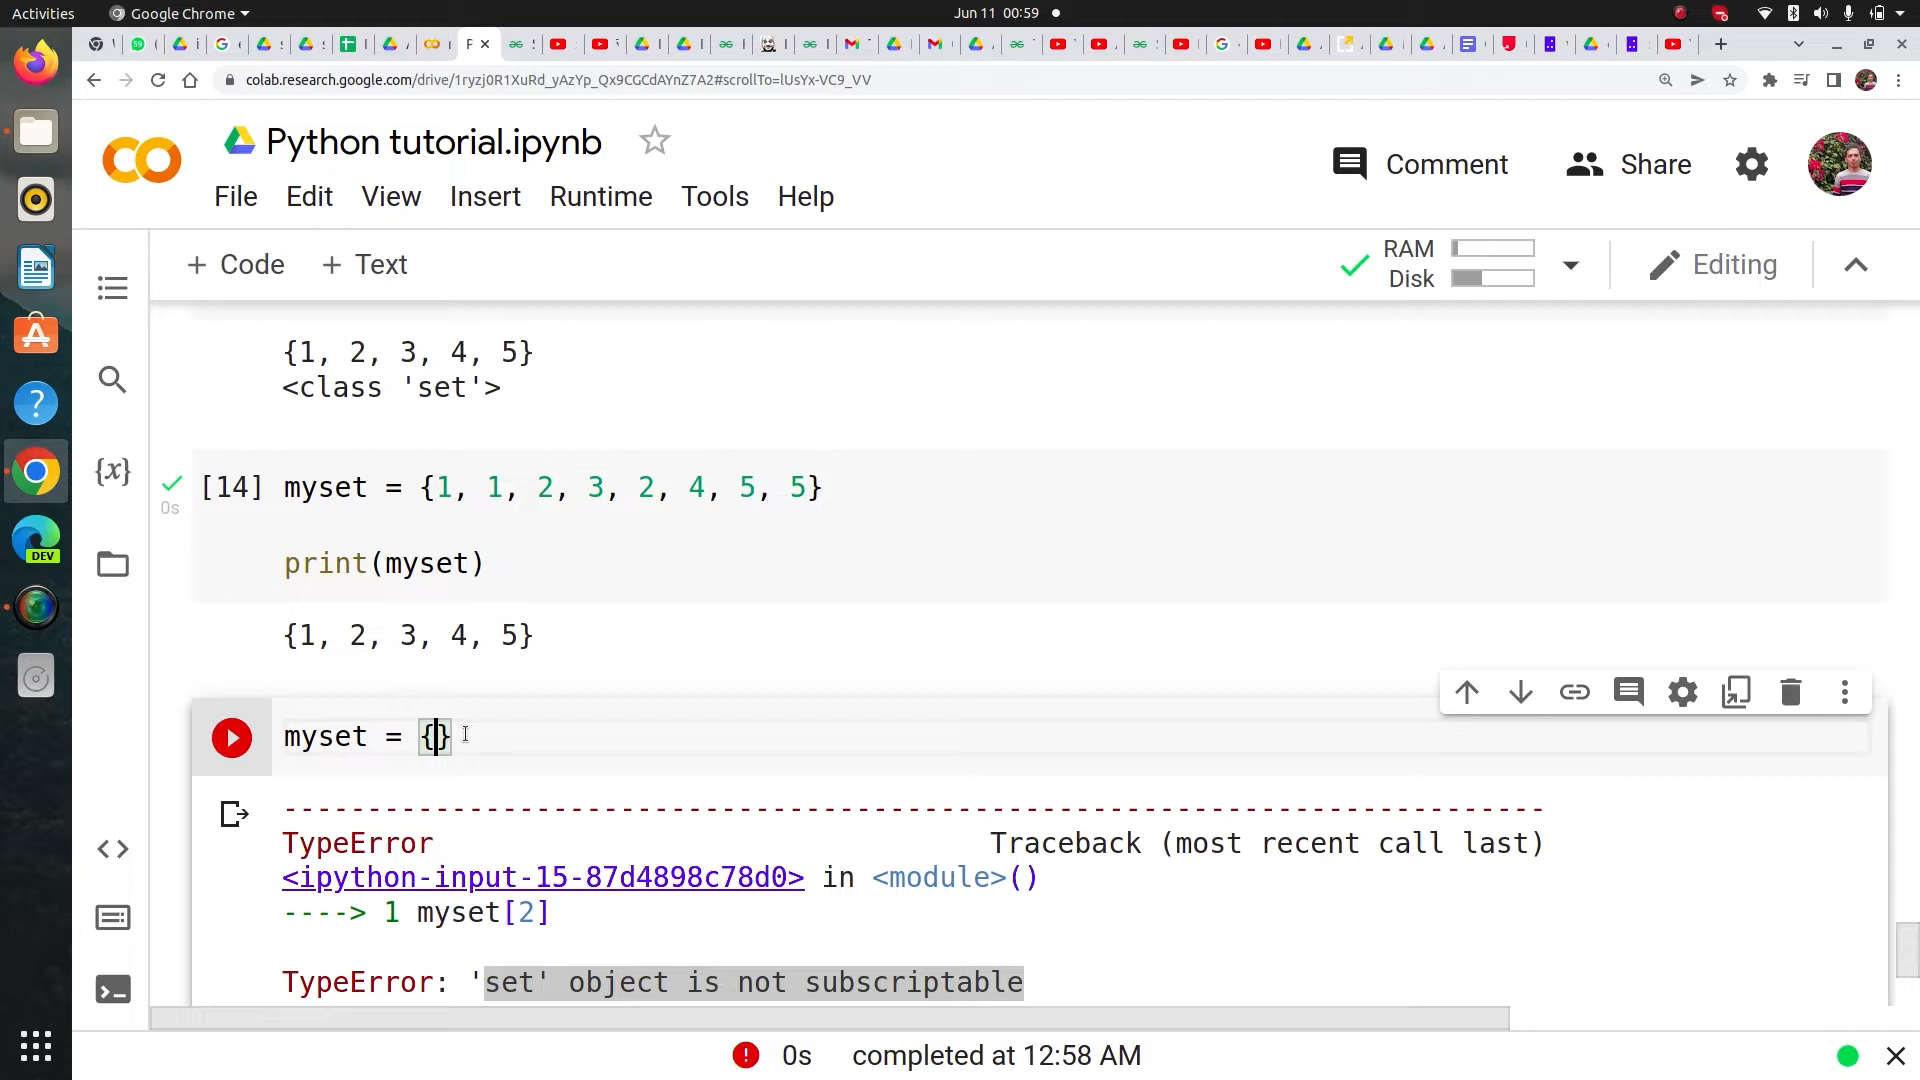 Activities
Google Chrome
Jun 11 00:59
colab.research.google.com/drive/1ryzj0R1XuRd_yAzYp_Qx9CGCdAYnZ7A2#scrollTo=lUsYx-VC9_VV
Python tutorial.ipynb
Comment
Share
File Edit View Insert Runtime Tools Help
+ Code + Text
RAM
Disk
Editing
{1, 2, 3, 4, 5}
<class 'set'>
[14] myset = {1, 1, 2, 3, 2, 4, 5, 5}
0s
print(myset)
{1, 2, 3, 4, 5}
myset = {}
---------------------------------------------------------------------------
TypeError Traceback (most recent call last)
<ipython-input-15-87d4898c78d0> in <module>()
----> 1 myset[2]
TypeError: 'set' object is not subscriptable
DEV
0s completed at 12:58 AM